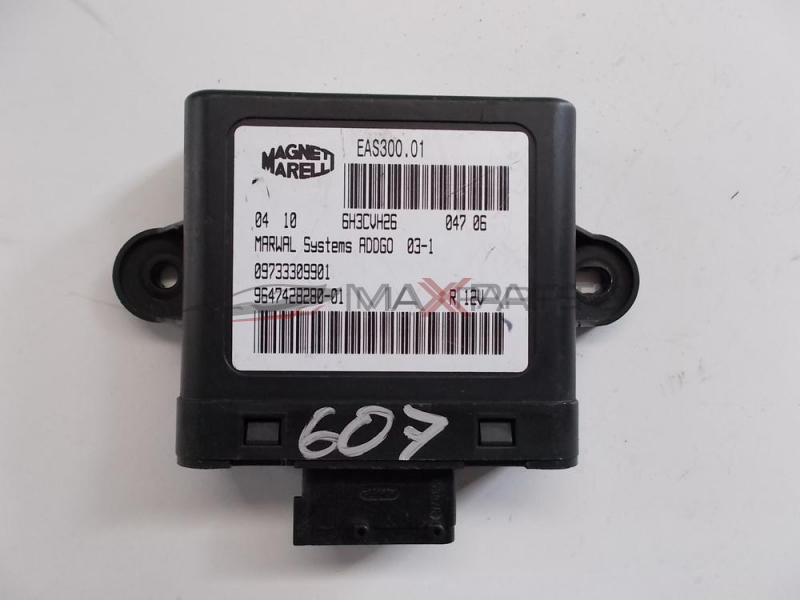 MAGNETI
MARELLI
EAS300.01
04 10 6H3CVH26 047 06
MARWAL Systems ADDGO 03-1
09733309901
9647428280-01 R 12V
MAXPARTS
607